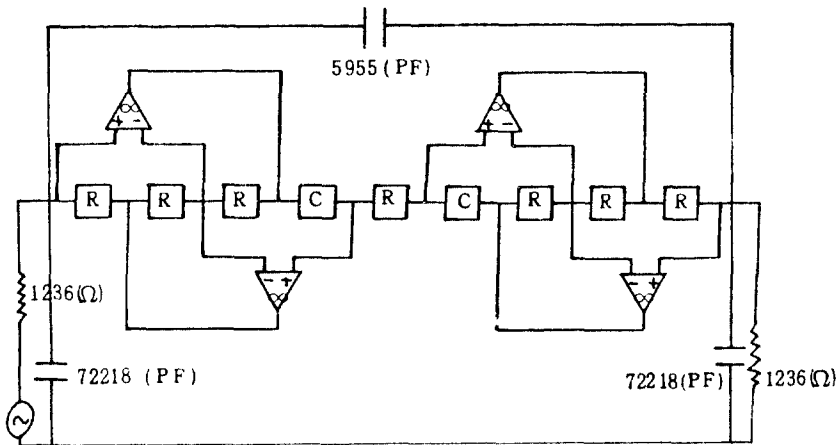 5955(PF)
∞
+ -
∞
+ -
R R R C R C R R R
- +
∞
- +
∞
1236(Ω)
72218 (PF)
72218(PF)
1236(Ω)
~